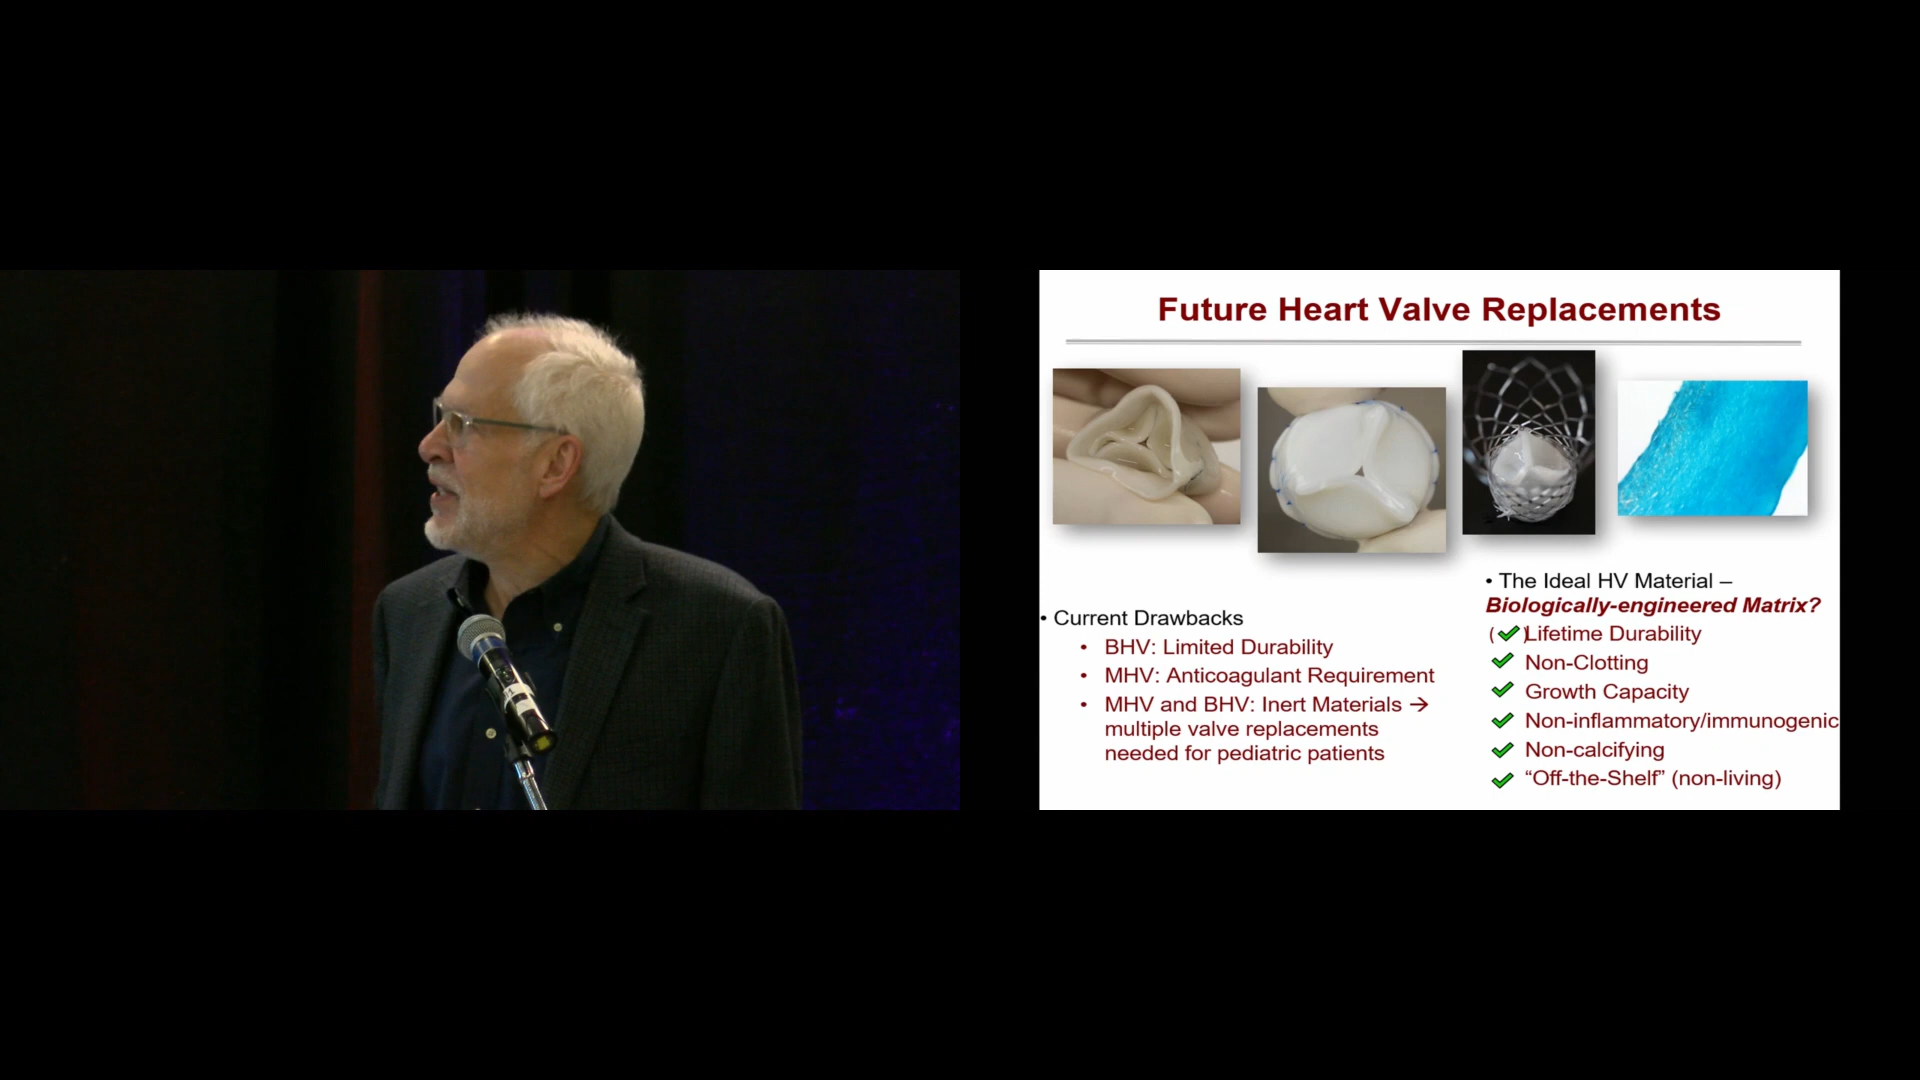 Future Heart Valve Replacements
• Current Drawbacks
• BHV: Limited Durability
• MHV: Anticoagulant Requirement
• MHV and BHV: Inert Materials →
multiple valve replacements
needed for pediatric patients
• The Ideal HV Material –
Biologically-engineered Matrix?
(✔)Lifetime Durability
✔ Non-Clotting
✔ Growth Capacity
✔ Non-inflammatory/immunogenic
✔ Non-calcifying
✔ “Off-the-Shelf” (non-living)